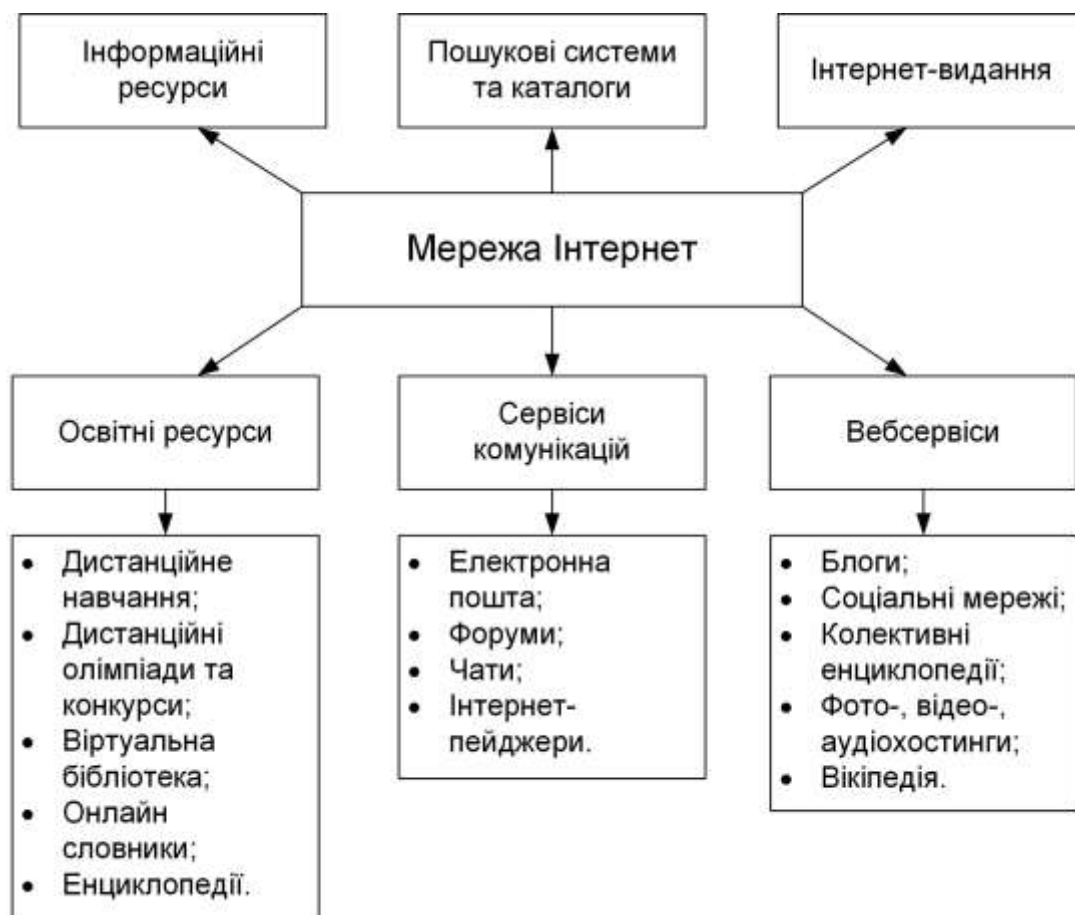 Інформаційні
ресурси
Пошукові системи
та каталоги
Інтернет-видання
Мережа Інтернет
Освітні ресурси
Сервіси
комунікацій
Вебсервіси
• Дистанційне
навчання;
• Дистанційні
олімпіади та
конкурси;
• Віртуальна
бібліотека;
• Онлайн
словники;
• Енциклопедії.
• Електронна
пошта;
• Форуми;
• Чати;
• Інтернет-
пейджери.
• Блоги;
• Соціальні мережі;
• Колективні
енциклопедії;
• Фото-, відео-,
аудіохостинги;
• Вікіпедія.